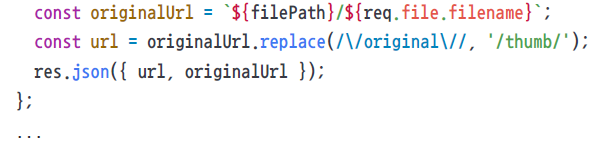 const originalUrl = `${filePath}/${req.file.filename}`;
const url = originalUrl.replace(/\/original\//, '/thumb/');
res.json({ url, originalUrl });
};
...